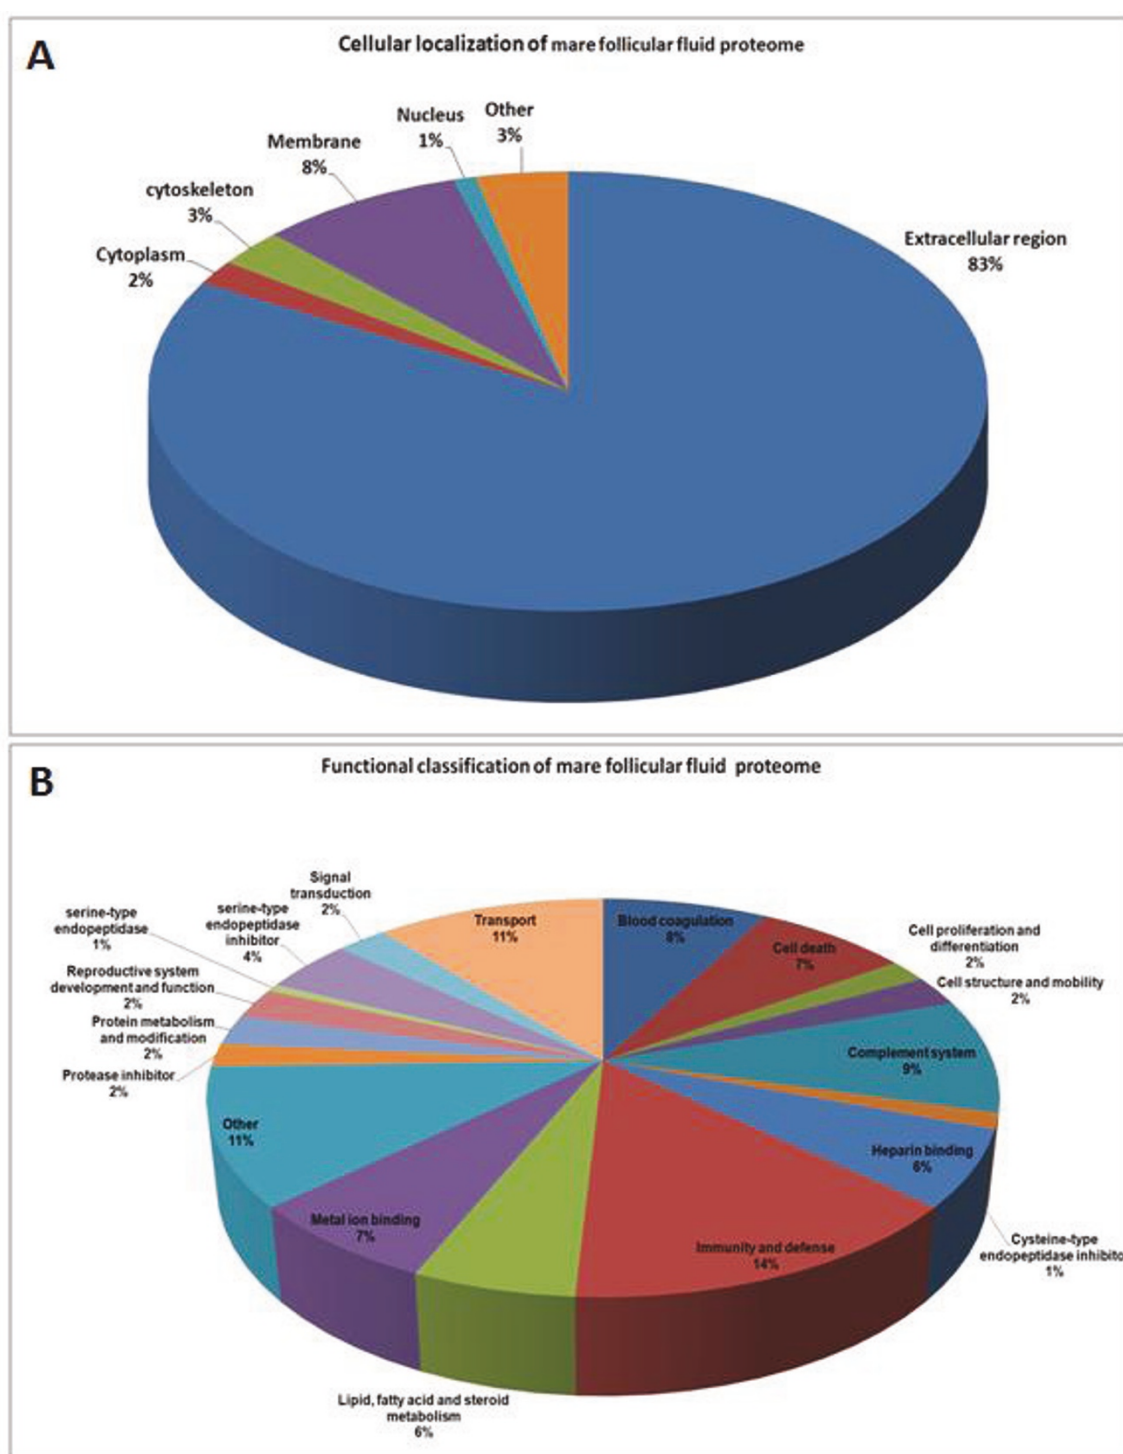 A
Cellular localization of mare follicular fluid proteome
Nucleus
1%
Other
3%
Membrane
8%
cytoskeleton
3%
Cytoplasm
2%
Extracellular region
83%
B
Functional classification of mare follicular fluid proteome
Signal
transduction
2%
serine-type
endopeptidase
inhibitor
4%
serine-type
endopeptidase
1%
Reproductive system
development and function
2%
Protein metabolism
and modification
2%
Protease inhibitor
2%
Transport
11%
Blood coagulation
8%
Cell death
7%
Cell proliferation and
differentiation
2%
Cell structure and mobility
2%
Complement system
9%
Heparin binding
6%
Cysteine-type
endopeptidase inhibito
1%
Immunity and defense
14%
Other
11%
Metal ion binding
7%
Lipid, fatty acid and steroid
metabolism
6%